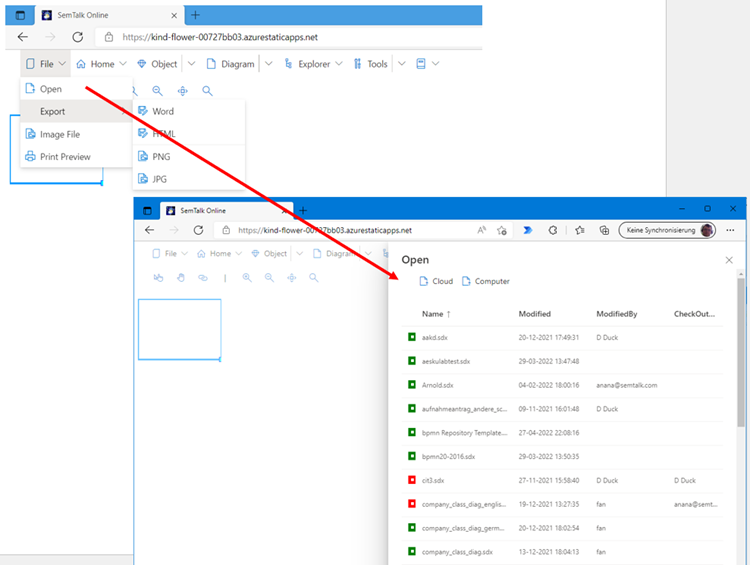 SemTalk Online
https://kind-flower-00727bb03.azurestaticapps.net
File Home Object Diagram Explorer Tools
Open
Export
Image File
Print Preview
Word
HTML
PNG
JPG
SemTalk Online
https://kind-flower-00727bb03.azurestaticapps.net Keine Synchronisierung
File Home Object Diagram
Open
Cloud Computer
Name ↑ Modified ModifiedBy CheckOut...
aakd.sdx 20-12-2021 17:49:31 D Duck
aeskulabtest.sdx 29-03-2022 13:47:48
Arnold.sdx 04-02-2022 18:00:16 anana@semtalk.com
aufnahmeantrag_andere_sc... 09-11-2021 16:01:48 D Duck
bpmn Repository Template.... 27-04-2022 22:08:16
bpmn20-2016.sdx 29-03-2022 13:50:35
cit3.sdx 27-11-2021 15:58:40 D Duck D Duck
company_class_diag_englis... 19-12-2021 13:27:35 fan anana@semt...
company_class_diag_germ... 20-12-2021 18:02:54 fan
company_class_diag.sdx 13-12-2021 18:04:13 fan